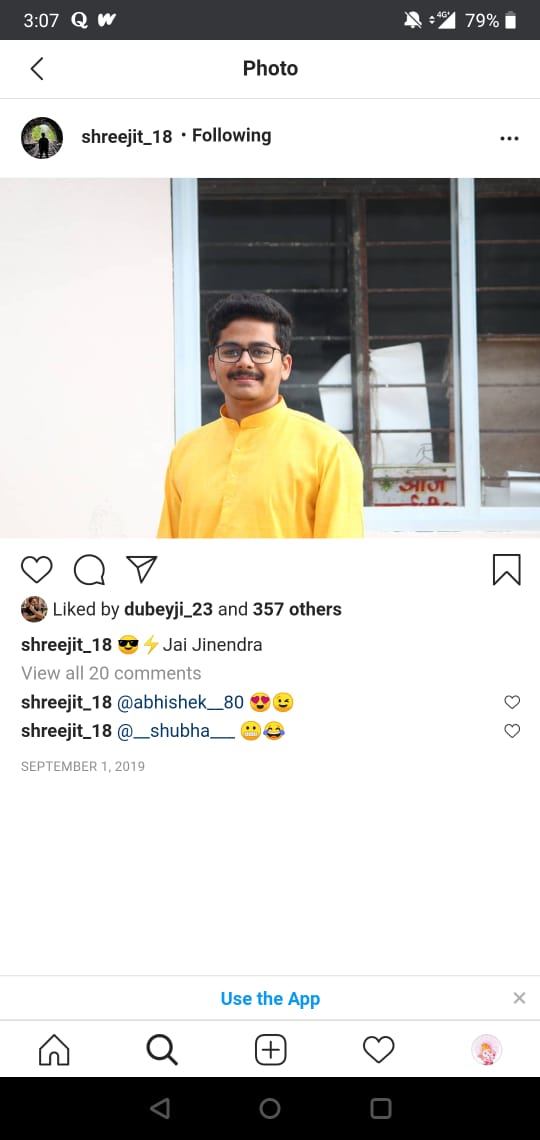 3:07
4G
79%
Photo
shreejit_18 • Following
•••
आज
Liked by dubeyji_23 and 357 others
shreejit_18 😎⚡Jai Jinendra
View all 20 comments
shreejit_18 @abhishek__80 😍😉
shreejit_18 @__shubha___ 😬😂
SEPTEMBER 1, 2019
Use the App